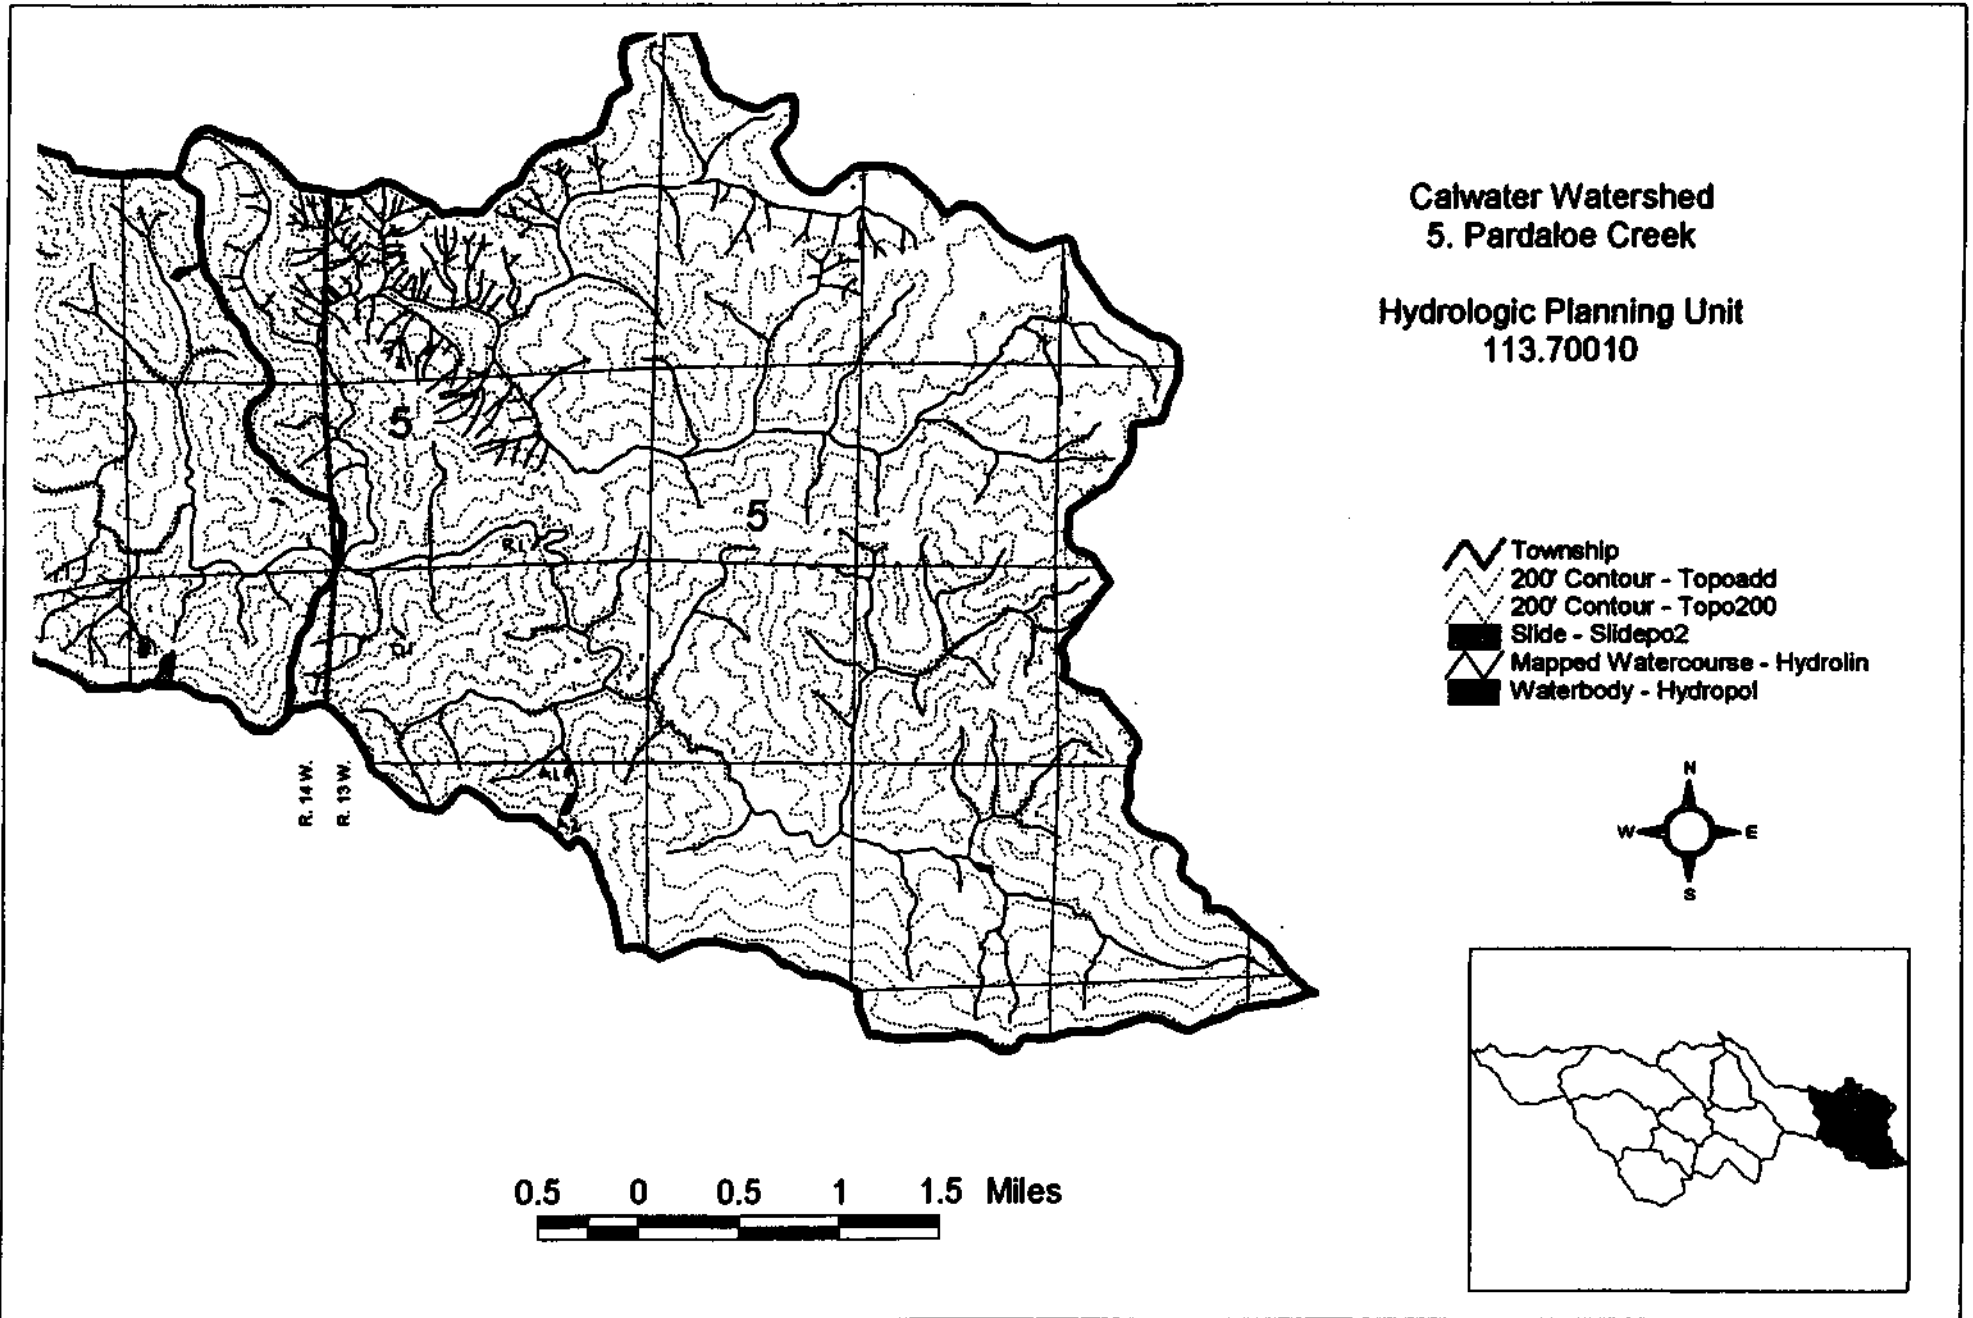 Calwater Watershed
5. Pardaloe Creek
Hydrologic Planning Unit
113.70010
5
5
R. 14 W.
R. 13 W.
Township
200' Contour - Topoadd
200' Contour - Topo200
Slide - Slidepo2
Mapped Watercourse - Hydrolin
Waterbody - Hydropol
N
W E
S
0.5 0 0.5 1 1.5 Miles